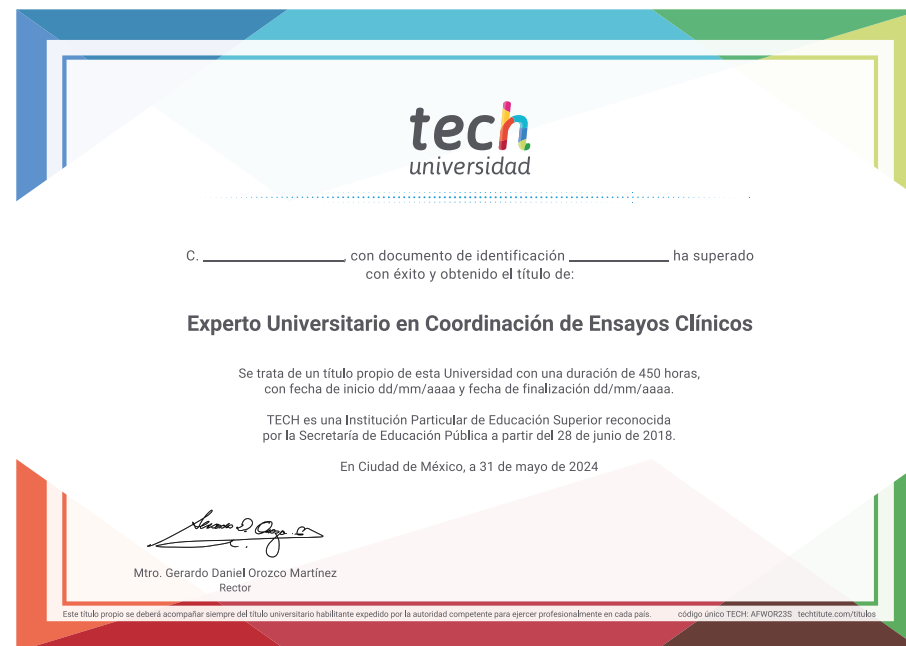 tech
universidad
C. ____________________, con documento de identificación ______________ ha superado
con éxito y obtenido el título de:
Experto Universitario en Coordinación de Ensayos Clínicos
Se trata de un título propio de esta Universidad con una duración de 450 horas,
con fecha de inicio dd/mm/aaaa y fecha de finalización dd/mm/aaaa.
TECH es una Institución Particular de Educación Superior reconocida
por la Secretaría de Educación Pública a partir del 28 de junio de 2018.
En Ciudad de México, a 31 de mayo de 2024
Mtro. Gerardo Daniel Orozco Martínez
Rector
Este título propio se deberá acompañar siempre del título universitario habilitante expedido por la autoridad competente para ejercer profesionalmente en cada país. código único TECH: AFWOR23S techtitute.com/titulos